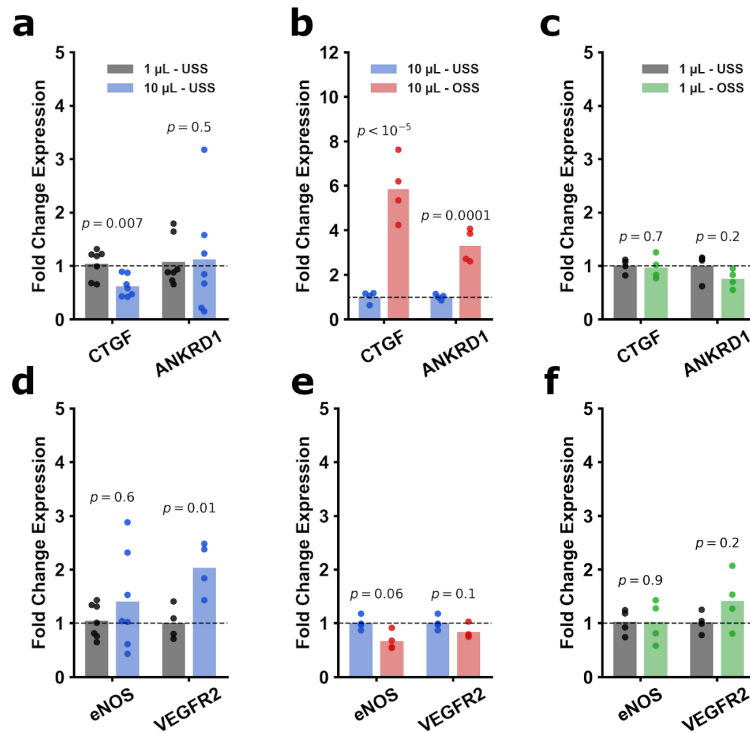 a
5
4
3
2
1
0
Fold Change Expression
1 µL - USS
10 µL - USS
p = 0.5
p = 0.007
CTGF
ANKRD1
b
12
10
8
6
4
2
0
Fold Change Expression
10 µL - USS
10 µL - OSS
p < 10⁻⁵
p = 0.0001
CTGF
ANKRD1
c
5
4
3
2
1
0
Fold Change Expression
1 µL - USS
1 µL - OSS
p = 0.7
p = 0.2
CTGF
ANKRD1
d
5
4
3
2
1
0
Fold Change Expression
p = 0.6
p = 0.01
eNOS
VEGFR2
e
5
4
3
2
1
0
Fold Change Expression
p = 0.06
p = 0.1
eNOS
VEGFR2
f
5
4
3
2
1
0
Fold Change Expression
p = 0.9
p = 0.2
eNOS
VEGFR2